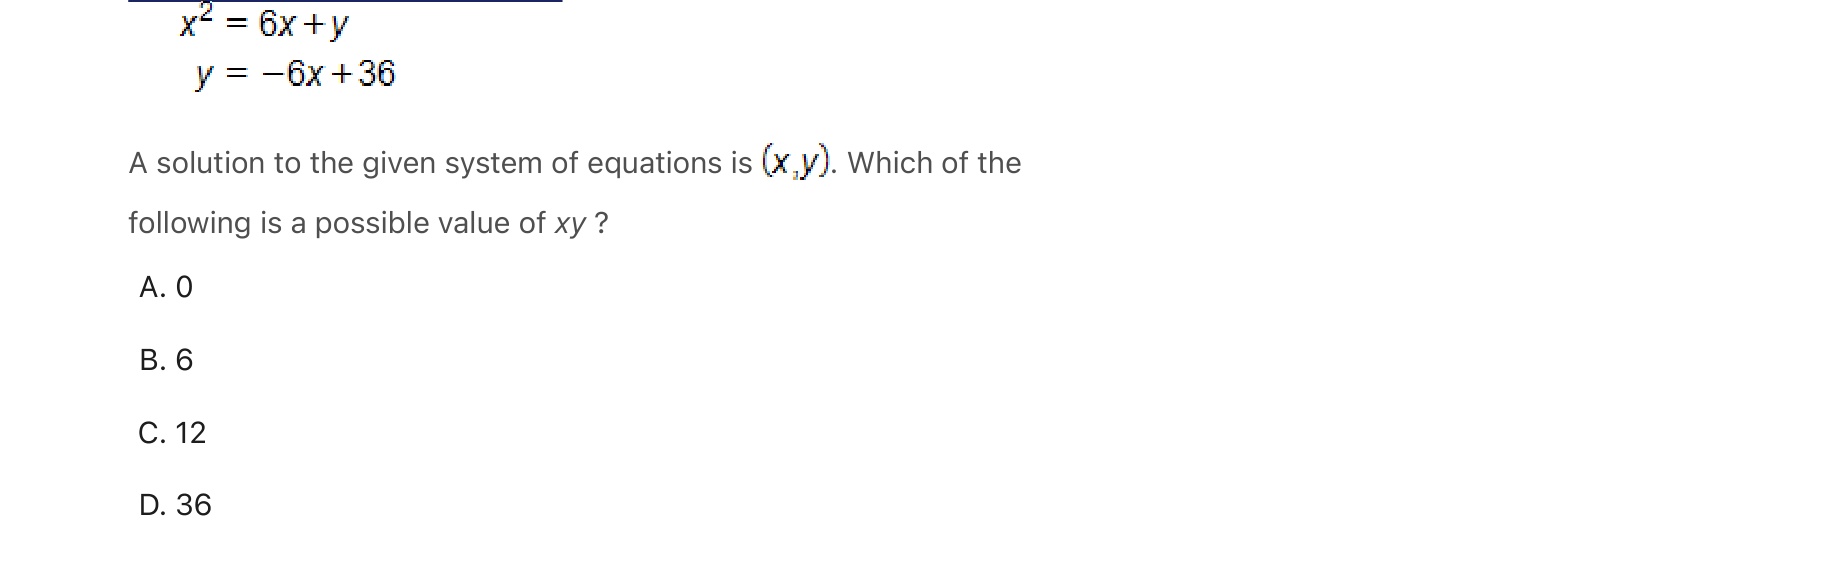 x² = 6x+y
y = −6x+36
A solution to the given system of equations is (x,y). Which of the
following is a possible value of xy ?
A. 0
B. 6
C. 12
D. 36